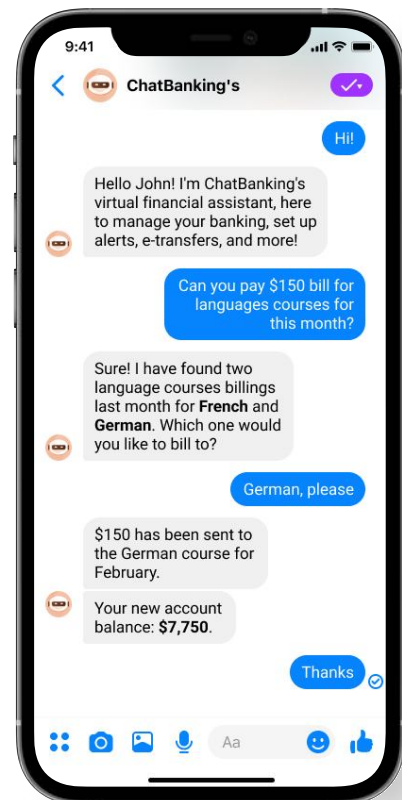 9:41
ChatBanking's
Hi!
Hello John! I'm ChatBanking's
virtual financial assistant, here
to manage your banking, set up
alerts, e-transfers, and more!
Can you pay $150 bill for
languages courses for
this month?
Sure! I have found two
language courses billings
last month for French and
German. Which one would
you like to bill to?
German, please
$150 has been sent to
the German course for
February.
Your new account
balance: $7,750.
Thanks
Aa